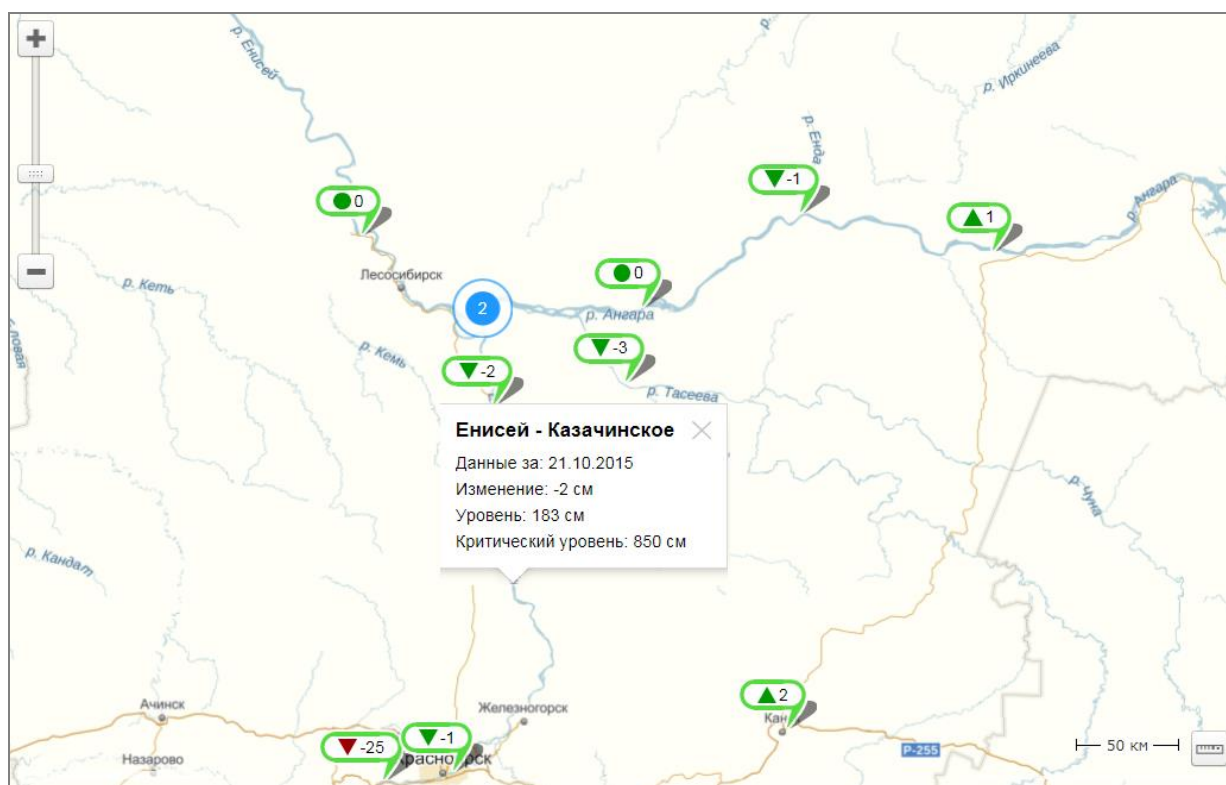 р. Енисей
р. Иркинеева
р. Енда
-1
0
1
р. Ангара
Лесосибирск
0
р. Кеть
2
р. Ангара
р. Кемь
-3
-2
р. Тасеева
Енисей - Казачинское
Данные за: 21.10.2015
Изменение: -2 см
Уровень: 183 см
Критический уровень: 850 см
р. Чуна
р. Кандат
2
Ачинск
Железногорск
Кан
-1
-25
Р-255
50 км
Назарово